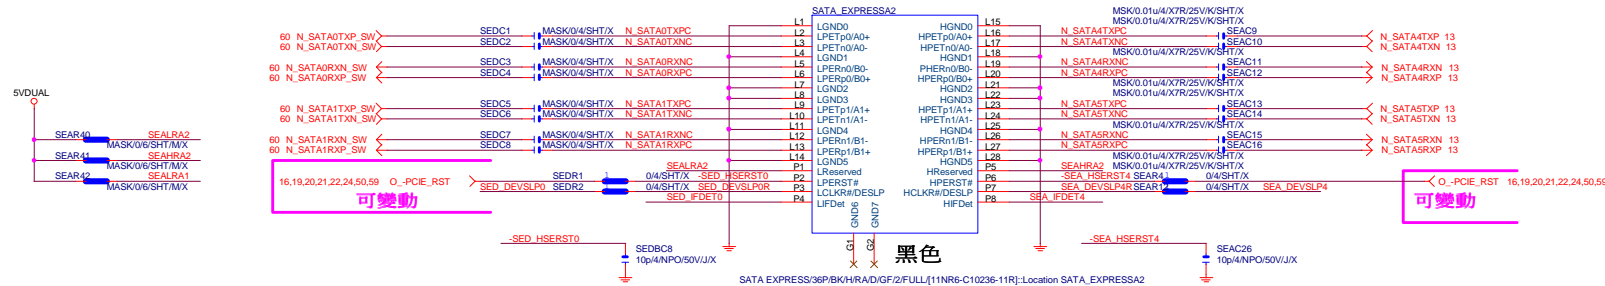 SATA_EXPRESSA2
60 N_SATA0TXP_SW SEDC1 MASK/0/4/SHT/X N_SATA0TXPC L1 LGND0
60 N_SATA0TXN_SW SEDC2 MASK/0/4/SHT/X N_SATA0TXNC L2 LPETp0/A0+
L3 LPETn0/A0-
L4 LGND1
60 N_SATA0RXN_SW SEDC3 MASK/0/4/SHT/X N_SATA0RXNC L5 LPERn0/B0-
60 N_SATA0RXP_SW SEDC4 MASK/0/4/SHT/X N_SATA0RXPC L6 LPERp0/B0+
L7 LGND2
L8 LGND3
60 N_SATA1TXP_SW SEDC5 MASK/0/4/SHT/X N_SATA1TXPC L9 LPETp1/A1+
60 N_SATA1TXN_SW SEDC6 MASK/0/4/SHT/X N_SATA1TXNC L10 LPETn1/A1-
L11 LGND4
60 N_SATA1RXN_SW SEDC7 MASK/0/4/SHT/X N_SATA1RXNC L12 LPERn1/B1-
60 N_SATA1RXP_SW SEDC8 MASK/0/4/SHT/X N_SATA1RXPC L13 LPERp1/B1+
L14 LGND5
SEALRA2 P1 LReserved
16,19,20,21,22,24,50,59 O_-PCIE_RST SEDR1 1 0/4/SHT/X -SED_HSERST0 P2 LPERST#
SED_DEVSLP0 SEDR2 0/4/SHT/X SED_DEVSLP0R P3 LCLKR#/DESLP
SED_IFDET0 P4 LIFDet
可變動
5VDUAL
SEAR40 SEALRA2
MASK/0/6/SHT/M/X
SEAR41 SEAHRA2
MASK/0/6/SHT/M/X
SEAR42 SEALRA1
MASK/0/6/SHT/M/X
HGND0 L15
HPETp0/A0+ L16 N_SATA4TXPC MSK/0.01u/4/X7R/25V/K/SHT/X SEAC9 N_SATA4TXP 13
HPETn0/A0- L17 N_SATA4TXNC MSK/0.01u/4/X7R/25V/K/SHT/X SEAC10 N_SATA4TXN 13
HGND1 L18 MSK/0.01u/4/X7R/25V/K/SHT/X
PHERn0/B0- L19 N_SATA4RXNC SEAC11 N_SATA4RXN 13
HPERp0/B0+ L20 N_SATA4RXPC SEAC12 N_SATA4RXP 13
HGND2 L21 MSK/0.01u/4/X7R/25V/K/SHT/X
HGND3 L22 MSK/0.01u/4/X7R/25V/K/SHT/X
HPETp1/A1+ L23 N_SATA5TXPC SEAC13 N_SATA5TXP 13
HPETn1/A1- L24 N_SATA5TXNC SEAC14 N_SATA5TXN 13
HGND4 L25 MSK/0.01u/4/X7R/25V/K/SHT/X
HPERn1/B1- L26 N_SATA5RXNC SEAC15 N_SATA5RXN 13
HPERp1/B1+ L27 N_SATA5RXPC SEAC16 N_SATA5RXP 13
HGND5 L28 MSK/0.01u/4/X7R/25V/K/SHT/X
HReserved P5 SEAHRA2 MSK/0.01u/4/X7R/25V/K/SHT/X
HPERST# P6 -SEA_HSERST4 SEAR41 1 0/4/SHT/X O_-PCIE_RST 16,19,20,21,22,24,50,59
HCLKR#/DESLP P7 SEA_DEVSLP4R 0/4/SHT/X SEA_DEVSLP4
HIFDet P8 SEA_IFDET4
可變動
GND6 GND7
G1 G2
黑色
-SED_HSERST0
SEDBC8
10p/4/NPO/50V/J/X
-SEA_HSERST4
SEAC26
10p/4/NPO/50V/J/X
SATA EXPRESS/36P/BK/H/RA/D/GF/2/FULL/[11NR6-C10236-11R]::Location SATA_EXPRESSA2